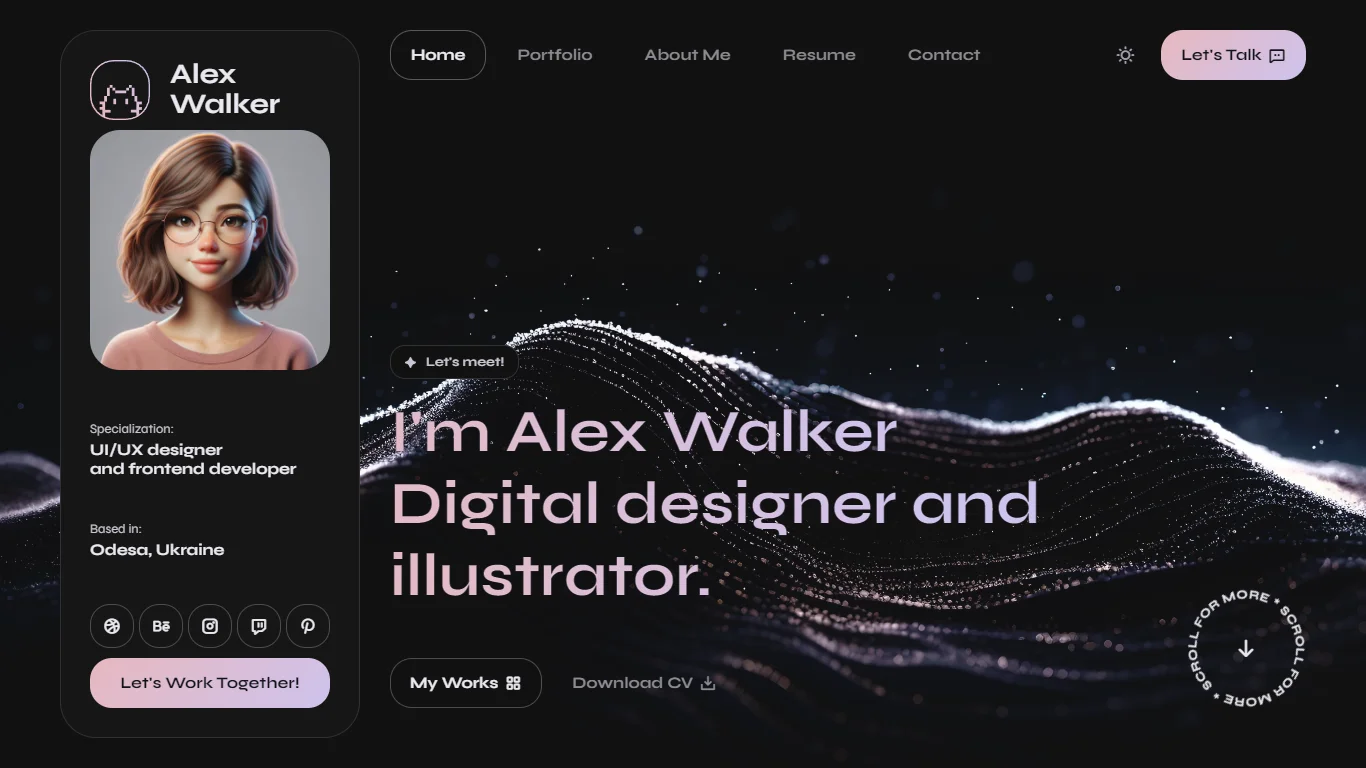 Alex
Walker
Specialization:
UI/UX designer
and frontend developer
Based in:
Odesa, Ukraine
Bē
Let's Work Together!
Home
Portfolio
About Me
Resume
Contact
Let's Talk
Let's meet!
I'm Alex Walker
Digital designer and
illustrator.
My Works
Download CV
SCROLL FOR MORE * SCROLL FOR MORE *